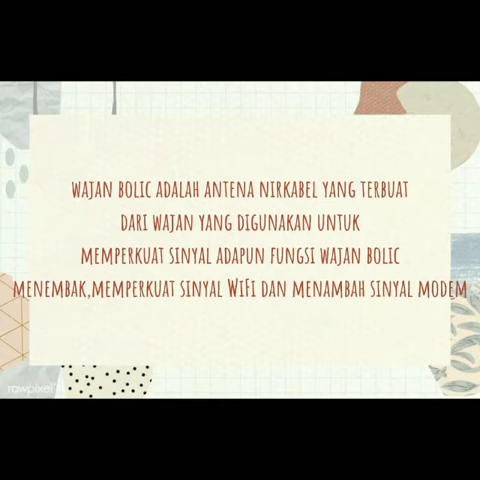 WAJAN BOLIC ADALAH ANTENA NIRKABEL YANG TERBUAT
DARI WAJAN YANG DIGUNAKAN UNTUK
MEMPERKUAT SINYAL ADAPUN FUNGSI WAJAN BOLIC
MENEMBAK,MEMPERKUAT SINYAL WIFI DAN MENAMBAH SINYAL MODEM
rawpixel